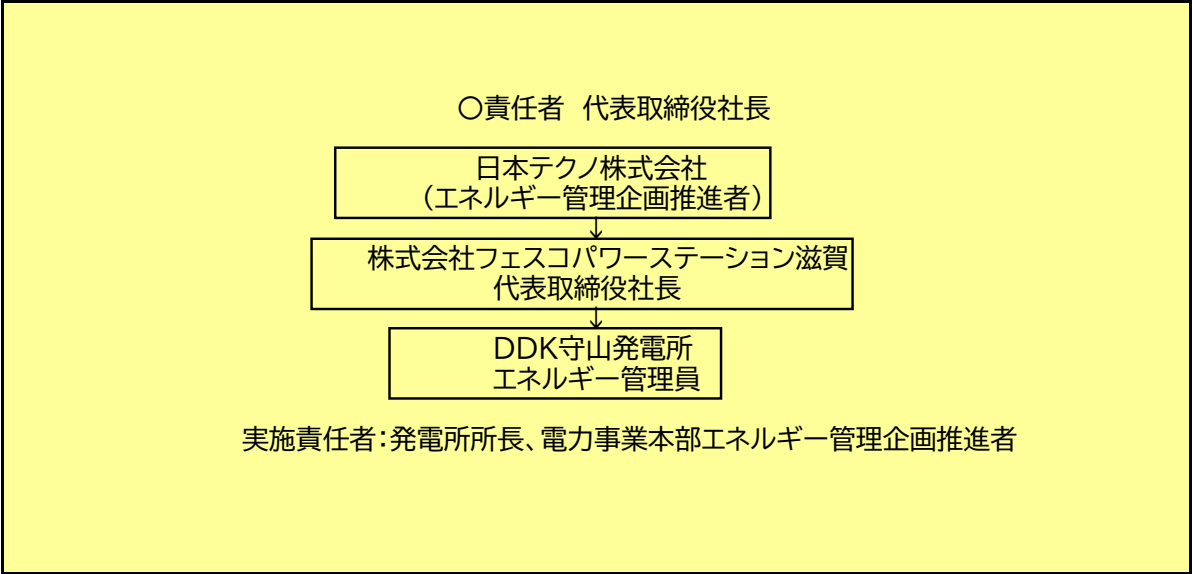 〇責任者　代表取締役社長
日本テクノ株式会社
（エネルギー管理企画推進者）
↓
株式会社フェスコパワーステーション滋賀
代表取締役社長
↓
DDK守山発電所
エネルギー管理員
実施責任者：発電所所長、電力事業本部エネルギー管理企画推進者